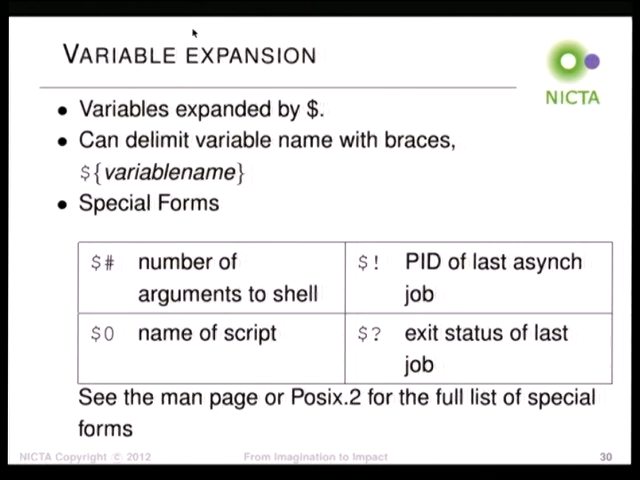 VARIABLE EXPANSION
NICTA
• Variables expanded by $.
• Can delimit variable name with braces,
${variablename}
• Special Forms
$# number of arguments to shell
$! PID of last asynch job
$0 name of script
$? exit status of last job
See the man page or Posix.2 for the full list of special
forms
NICTA Copyright © 2012 From Imagination to Impact 30